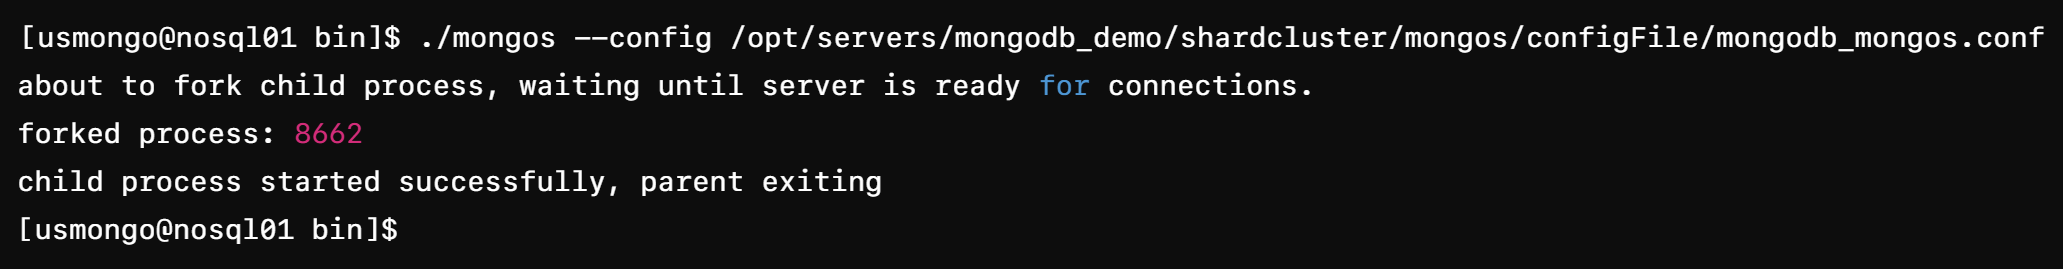 [usmongo@nosql01 bin]$ ./mongos --config /opt/servers/mongodb_demo/shardcluster/mongos/configFile/mongodb_mongos.conf
about to fork child process, waiting until server is ready for connections.
forked process: 8662
child process started successfully, parent exiting
[usmongo@nosql01 bin]$